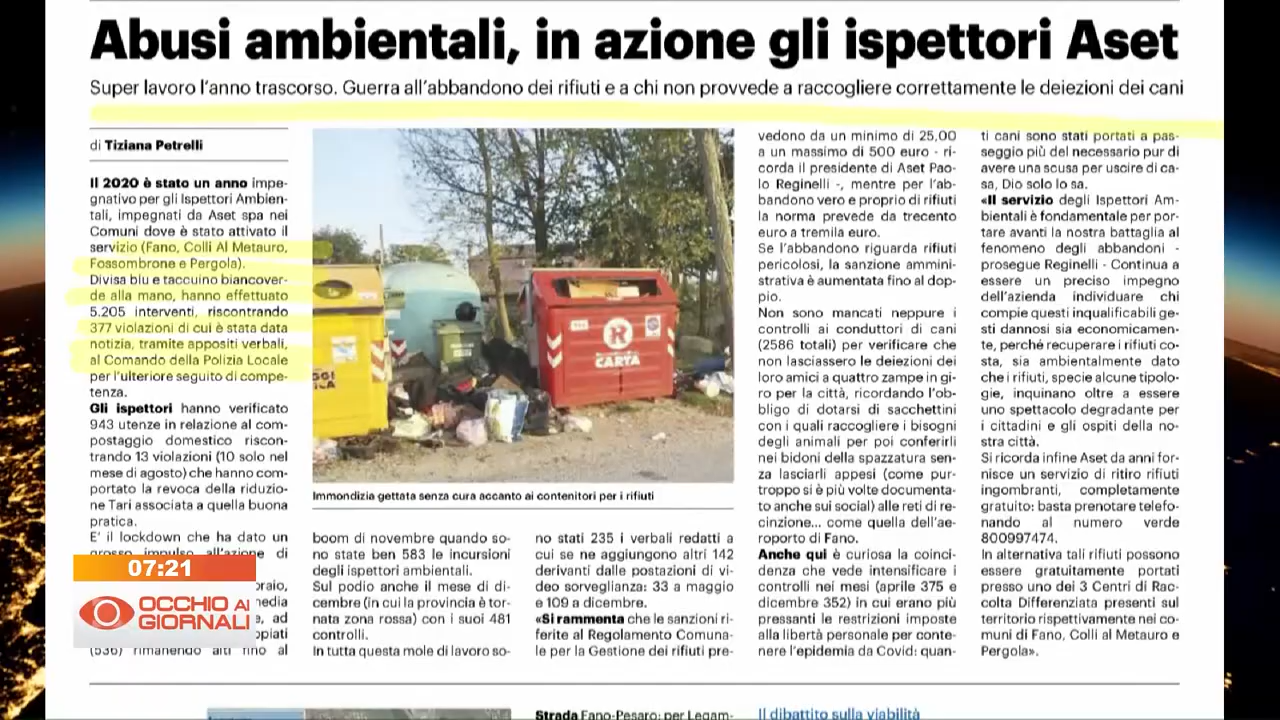 Abusi ambientali, in azione gli ispettori Aset
Super lavoro l'anno trascorso. Guerra all'abbandono dei rifiuti e a chi non provvede a raccogliere correttamente le deiezioni dei cani
di Tiziana Petrelli
Il 2020 è stato un anno impe-
gnativo per gli Ispettori Ambien-
tali, impegnati da Aset spa nei
Comuni dove è stato attivato il
servizio (Fano, Colli Al Metauro,
Fossombrone e Pergola).
Divisa blu e taccuino biancover-
de alla mano, hanno effettuato
5.205 interventi, riscontrando
377 violazioni di cui è stata data
notizia, tramite appositi verbali,
al Comando della Polizia Locale
per l'ulteriore seguito di compe-
tenza.
Gli ispettori hanno verificato
943 utenze in relazione al com-
postaggio domestico riscon-
trando 13 violazioni (10 solo nel
mese di agosto) che hanno com-
portato la revoca della riduzio-
ne Tari associata a quella buona
pratica.
E' il lockdown che ha dato un
grosso impulso all'azione di
(536) rimanendo alti fino al
R
CARTA
Immondizia gettata senza cura accanto ai contenitori per i rifiuti
boom di novembre quando so-
no state ben 583 le incursioni
degli ispettori ambientali.
Sul podio anche il mese di di-
cembre (in cui la provincia è tor-
nata zona rossa) con i suoi 481
controlli.
In tutta questa mole di lavoro so-
no stati 235 i verbali redatti a
cui se ne aggiungono altri 142
derivanti dalle postazioni di vi-
deo sorveglianza: 33 a maggio
e 109 a dicembre.
«Si rammenta che le sanzioni ri-
ferite al Regolamento Comuna-
le per la Gestione dei rifiuti pre-
vedono da un minimo di 25,00
a un massimo di 500 euro - ri-
corda il presidente di Aset Pao-
lo Reginelli -, mentre per l'ab-
bandono vero e proprio di rifiuti
la norma prevede da trecento
euro a tremila euro.
Se l'abbandono riguarda rifiuti
pericolosi, la sanzione ammini-
strativa è aumentata fino al dop-
pio.
Non sono mancati neppure i
controlli ai conduttori di cani
(2586 totali) per verificare che
non lasciassero le deiezioni dei
loro amici a quattro zampe in gi-
ro per la città, ricordando l'ob-
bligo di dotarsi di sacchettini
con i quali raccogliere i bisogni
degli animali per poi conferirli
nei bidoni della spazzatura sen-
za lasciarli appesi (come pur-
troppo si è più volte documenta-
to anche sui social) alle reti di re-
cinzione... come quella dell'ae-
roporto di Fano.
Anche qui è curiosa la coinci-
denza che vede intensificare i
controlli nei mesi (aprile 375 e
dicembre 352) in cui erano più
pressanti le restrizioni imposte
alla libertà personale per conte-
nere l'epidemia da Covid: quan-
ti cani sono stati portati a pas-
seggio più del necessario pur di
avere una scusa per uscire di ca-
sa, Dio solo lo sa.
«Il servizio degli Ispettori Am-
bientali è fondamentale per por-
tare avanti la nostra battaglia al
fenomeno degli abbandoni -
prosegue Reginelli - Continua a
essere un preciso impegno
dell'azienda individuare chi
compie questi inqualificabili ge-
sti dannosi sia economicamen-
te, perché recuperare i rifiuti co-
sta, sia ambientalmente dato
che i rifiuti, specie alcune tipolo-
gie, inquinano oltre a essere
uno spettacolo degradante per
i cittadini e gli ospiti della no-
stra città.
Si ricorda infine Aset da anni for-
nisce un servizio di ritiro rifiuti
ingombranti, completamente
gratuito: basta prenotare telefo-
nando al numero verde
800997474.
In alternativa tali rifiuti possono
essere gratuitamente portati
presso uno dei 3 Centri di Rac-
colta Differenziata presenti sul
territorio rispettivamente nei co-
muni di Fano, Colli al Metauro e
Pergola».
07:21
OCCHIO AI
GIORNALI
Strada Fano-Pesaro: per Legam-
Il dibattito sulla viabilità